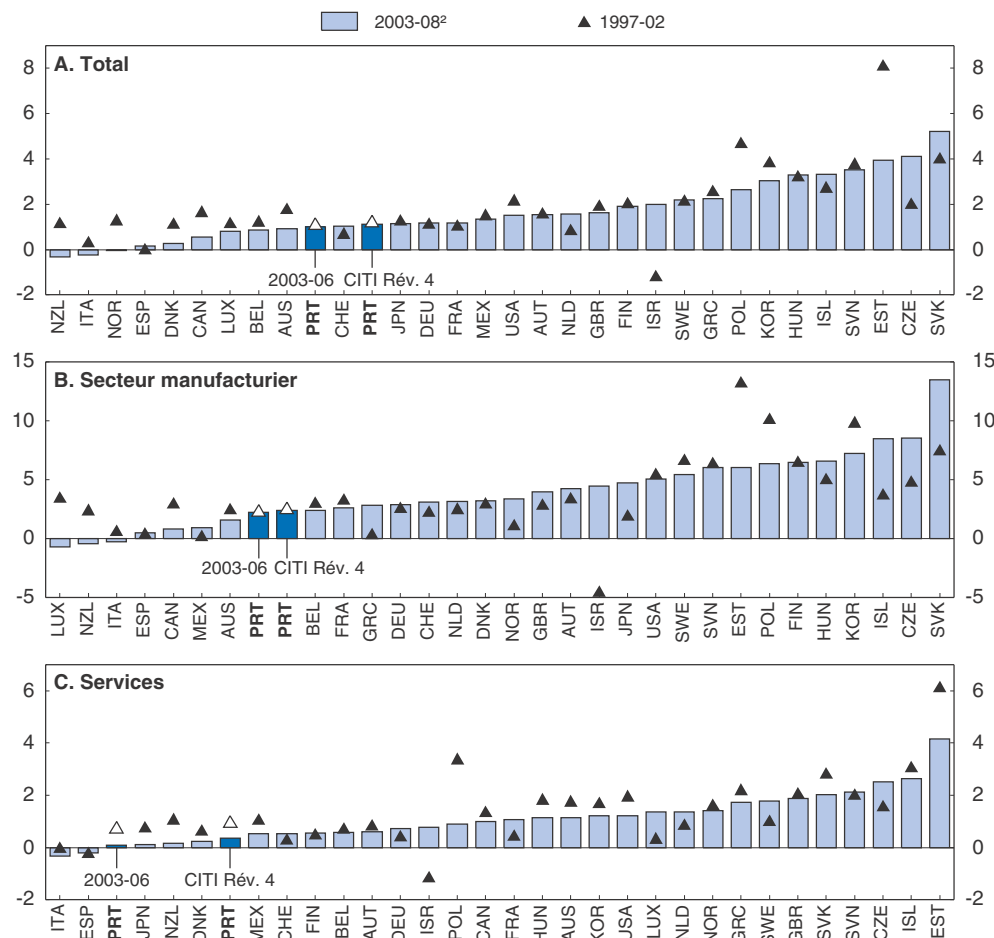 2003-08² 1997-02
A. Total
8 8
6 6
4 4
2 2
0 0
-2 -2
2003-06 CITI Rév. 4
NZL ITA NOR ESP DNK CAN LUX BEL AUS PRT CHE PRT JPN DEU FRA MEX USA AUT NLD GBR FIN ISR SWE GRC POL KOR HUN ISL SVN EST CZE SVK
B. Secteur manufacturier
15 15
10 10
5 5
0 0
-5 -5
2003-06 CITI Rév. 4
LUX NZL ITA ESP CAN MEX AUS PRT PRT BEL FRA GRC DEU CHE NLD DNK NOR GBR AUT ISR JPN USA SWE SVN EST POL FIN HUN KOR ISL CZE SVK
C. Services
6 6
4 4
2 2
0 0
-2 -2
2003-06 CITI Rév. 4
ITA ESP PRT JPN NZL DNK PRT MEX CHE FIN BEL AUT DEU ISR POL CAN FRA HUN AUS KOR USA LUX NLD NOR GRC SWE GBR SVK SVN CZE ISL EST